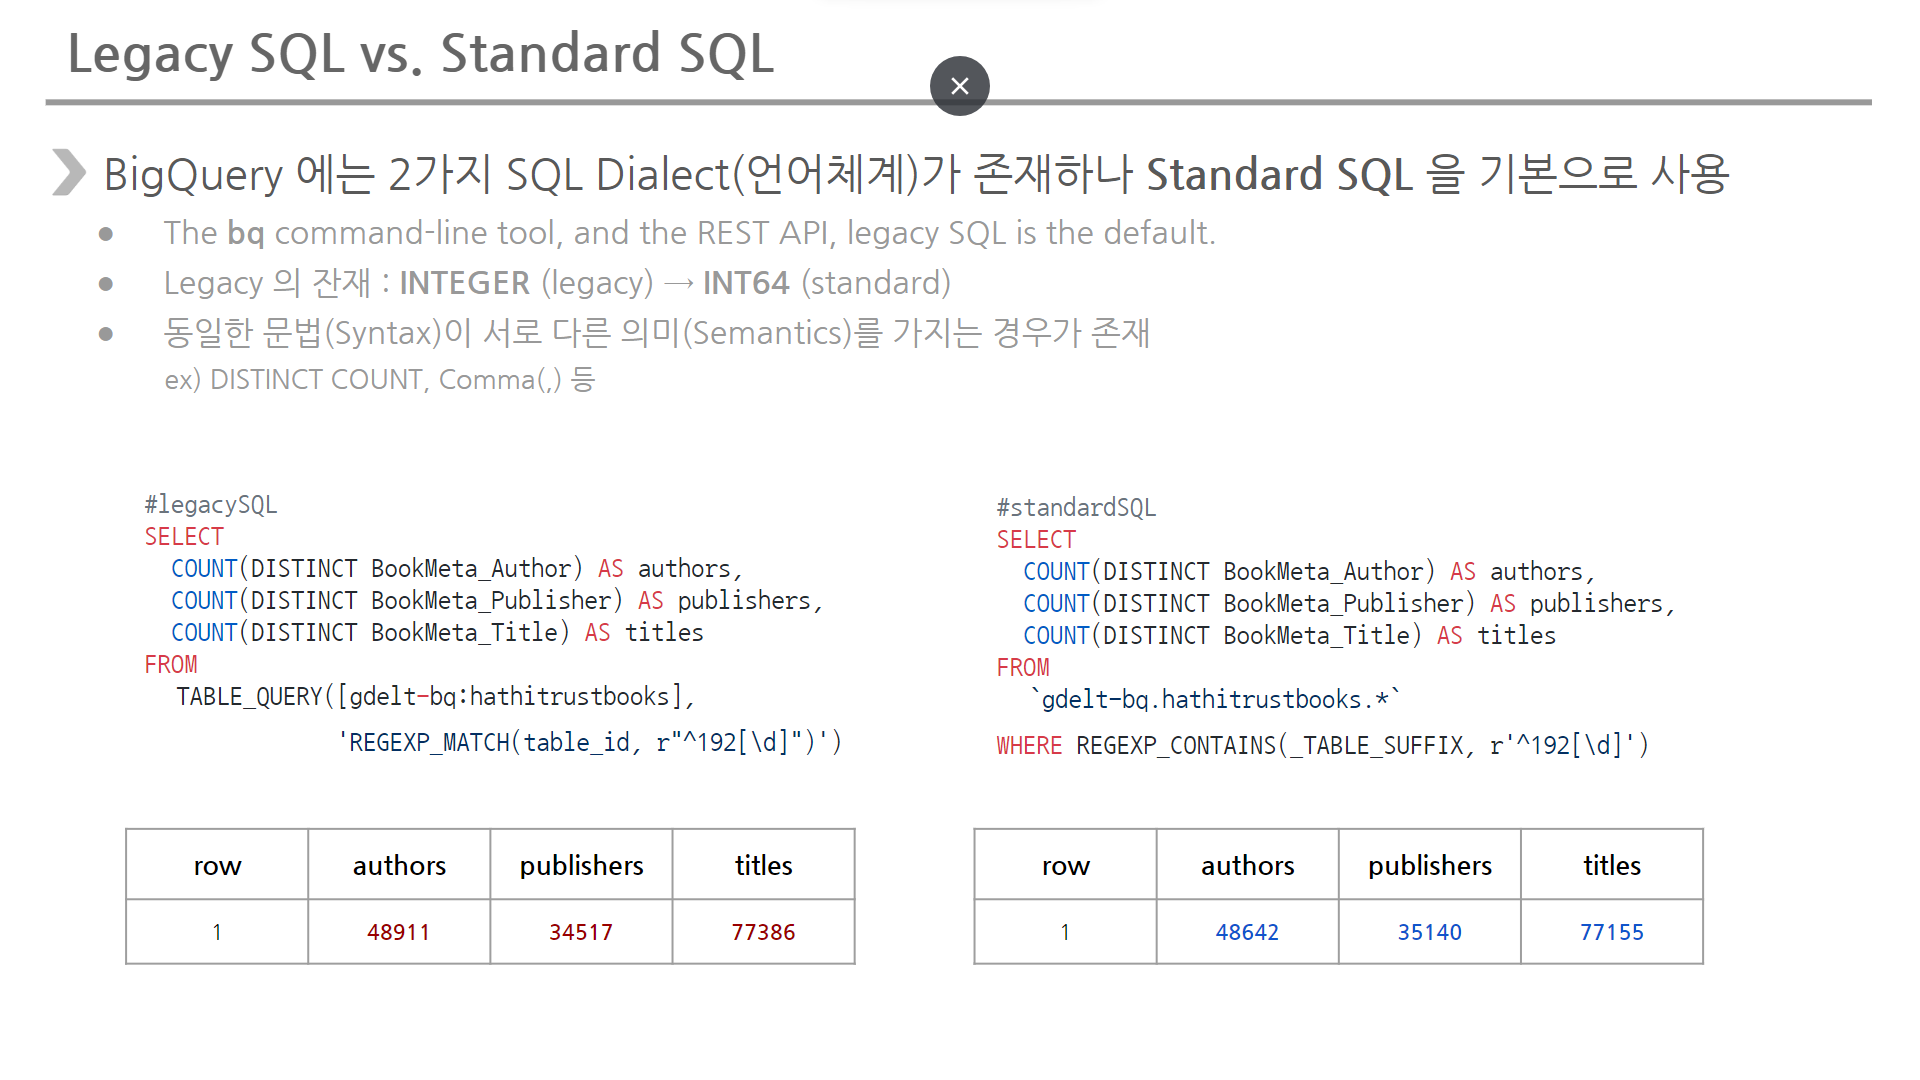 Legacy SQL vs. Standard SQL
BigQuery 에는 2가지 SQL Dialect(언어체계)가 존재하나 Standard SQL 을 기본으로 사용
● The bq command-line tool, and the REST API, legacy SQL is the default.
● Legacy 의 잔재 : INTEGER (legacy) → INT64 (standard)
● 동일한 문법(Syntax)이 서로 다른 의미(Semantics)를 가지는 경우가 존재
ex) DISTINCT COUNT, Comma(,) 등
#legacySQL
SELECT
COUNT(DISTINCT BookMeta_Author) AS authors,
COUNT(DISTINCT BookMeta_Publisher) AS publishers,
COUNT(DISTINCT BookMeta_Title) AS titles
FROM
TABLE_QUERY([gdelt-bq:hathitrustbooks],
'REGEXP_MATCH(table_id, r"^192[\d]")')
row authors publishers titles
1 48911 34517 77386
#standardSQL
SELECT
COUNT(DISTINCT BookMeta_Author) AS authors,
COUNT(DISTINCT BookMeta_Publisher) AS publishers,
COUNT(DISTINCT BookMeta_Title) AS titles
FROM
`gdelt-bq.hathitrustbooks.*`
WHERE REGEXP_CONTAINS(_TABLE_SUFFIX, r'^192[\d]')
row authors publishers titles
1 48642 35140 77155